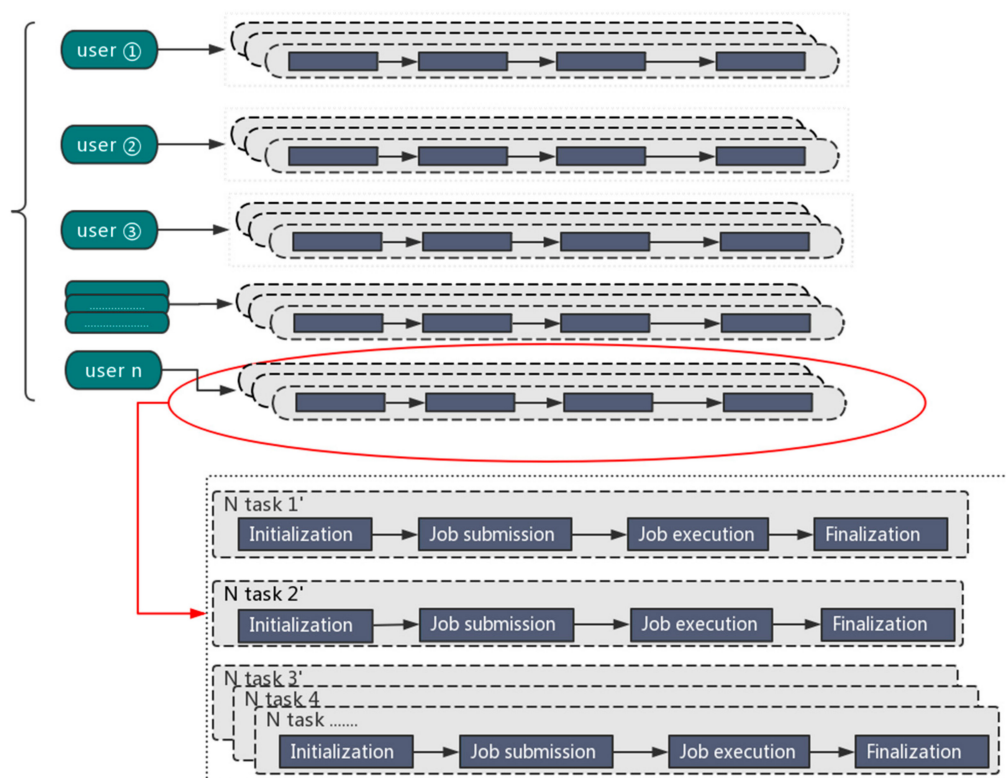 user ①
user ②
user ③
...................
......................
user n
N task 1'
Initialization
Job submission
Job execution
Finalization
N task 2'
Initialization
Job submission
Job execution
Finalization
N task 3'
N task 4
N task .......
Initialization
Job submission
Job execution
Finalization